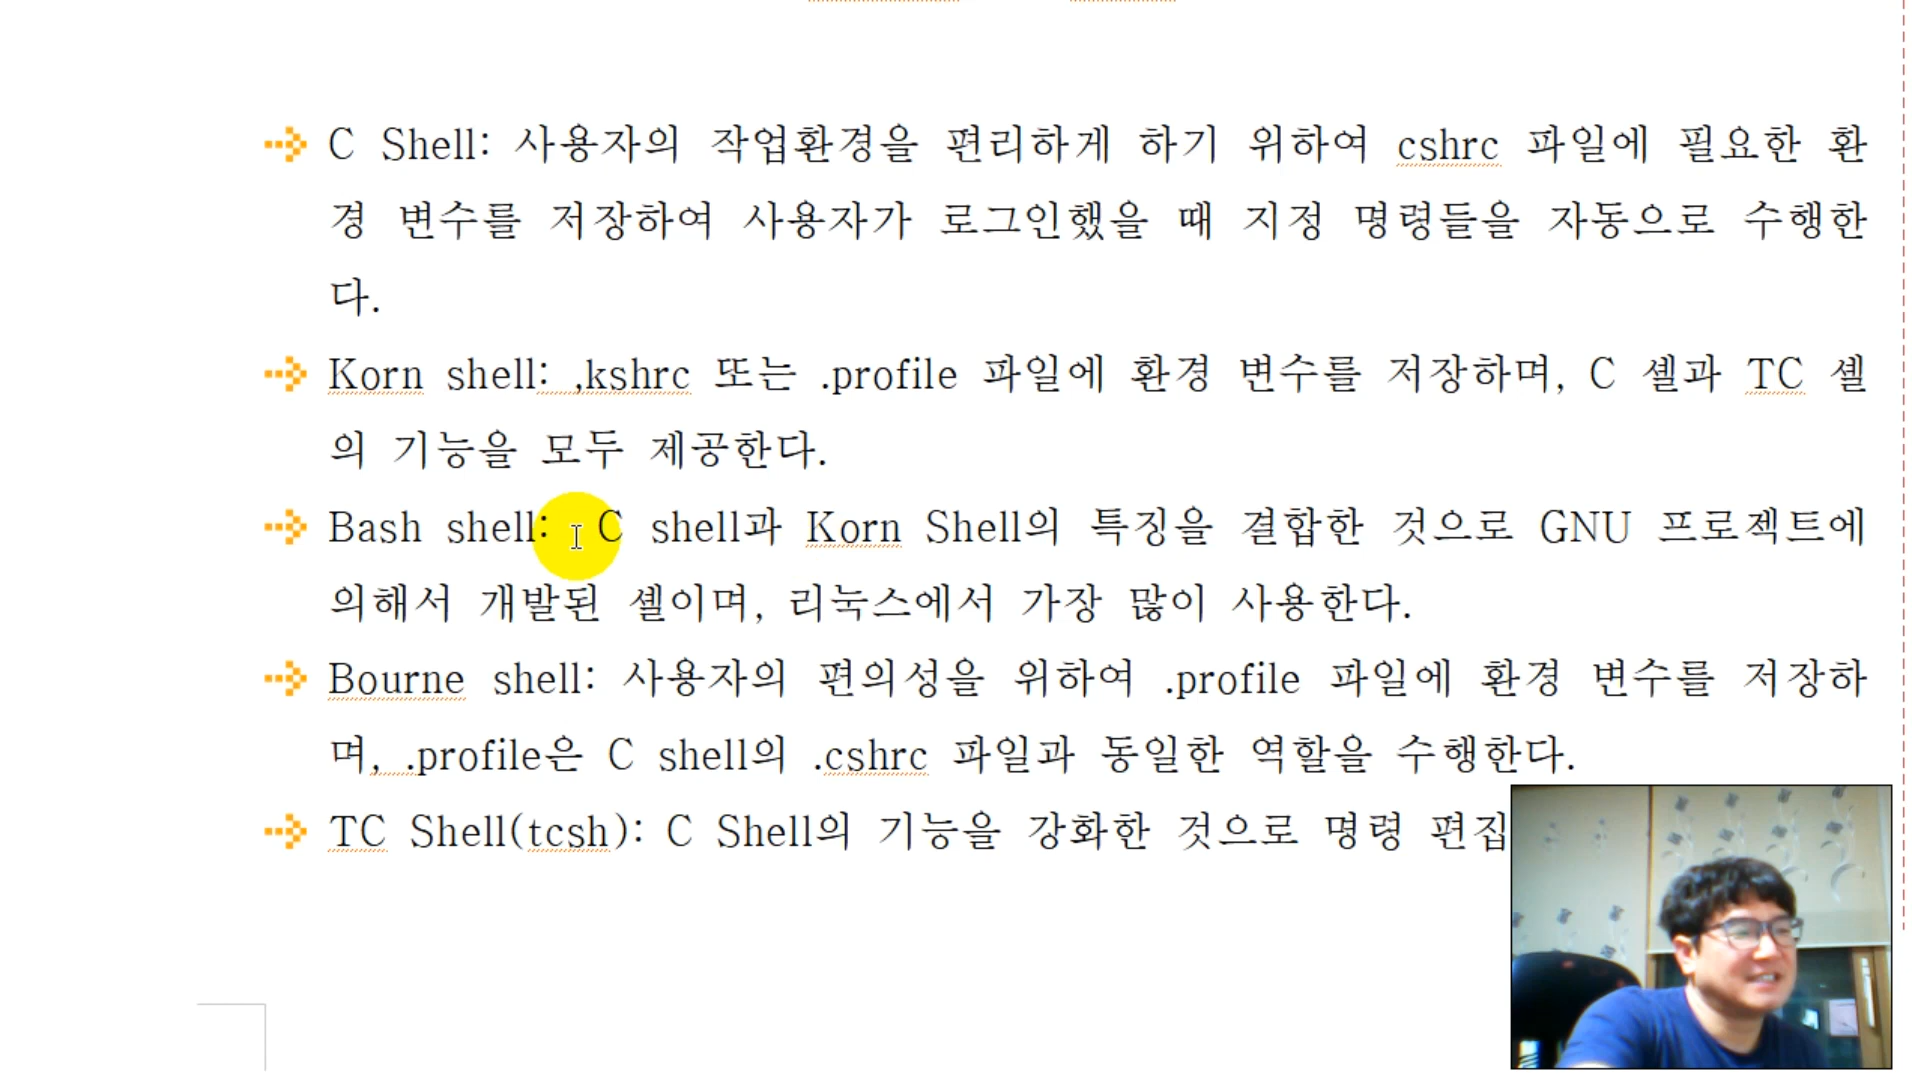 C Shell: 사용자의 작업환경을 편리하게 하기 위하여 cshrc 파일에 필요한 환
경 변수를 저장하여 사용자가 로그인했을 때 지정 명령들을 자동으로 수행한
다.
Korn shell: ,kshrc 또는 .profile 파일에 환경 변수를 저장하며, C 셸과 TC 셸
의 기능을 모두 제공한다.
Bash shell: C shell과 Korn Shell의 특징을 결합한 것으로 GNU 프로젝트에
의해서 개발된 셸이며, 리눅스에서 가장 많이 사용한다.
Bourne shell: 사용자의 편의성을 위하여 .profile 파일에 환경 변수를 저장하
며, .profile은 C shell의 .cshrc 파일과 동일한 역할을 수행한다.
TC Shell(tcsh): C Shell의 기능을 강화한 것으로 명령 편집